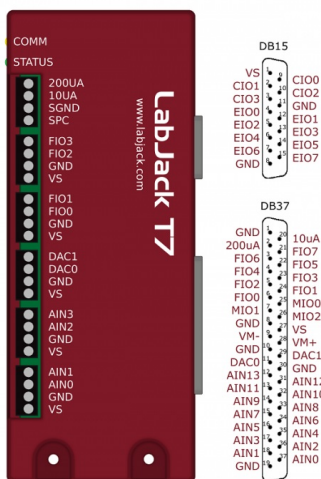 COMM
STATUS
200UA
10UA
SGND
SPC
FIO3
FIO2
GND
VS
FIO1
FIO0
GND
VS
DAC1
DAC0
GND
VS
AIN3
AIN2
GND
VS
AIN1
AIN0
GND
VS
LabJack T7
www.labjack.com
DB15
VS
CIO1
CIO3
EIO0
EIO2
EIO4
EIO6
GND
CIO0
CIO2
GND
EIO1
EIO3
EIO5
EIO7
DB37
GND
200uA
FIO6
FIO4
FIO2
FIO0
MIO1
GND
VM-
GND
DAC0
AIN13
AIN11
AIN9
AIN7
AIN5
AIN3
AIN1
GND
10uA
FIO7
FIO5
FIO3
FIO1
MIO0
MIO2
VS
VM+
DAC1
GND
AIN12
AIN10
AIN8
AIN6
AIN4
AIN2
AIN0